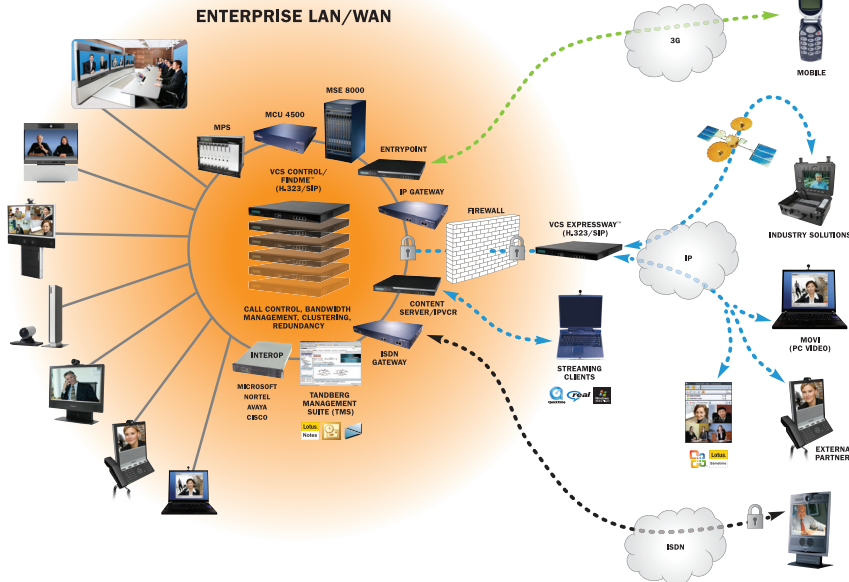 ENTERPRISE LAN/WAN
3G
MOBILE
MSE 8000
MCU 4500
MPS
ENTRYPOINT
VCS CONTROL/
FINDME™
(H.323/SIP)
IP GATEWAY
FIREWALL
VCS EXPRESSWAY™
(H.323/SIP)
INDUSTRY SOLUTIONS
IP
CONTENT
SERVER/IPVCR
CALL CONTROL, BANDWIDTH
MANAGEMENT, CLUSTERING,
REDUNDANCY
MOVI
(PC VIDEO)
ISDN
GATEWAY
INTEROP
STREAMING
CLIENTS
MICROSOFT
NORTEL
AVAYA
CISCO
TANDBERG
MANAGEMENT
SUITE (TMS)
QuickTime
real
Lotus.
Notes
EXTERNA
PARTNER
Lotus.
Sametime
ISDN